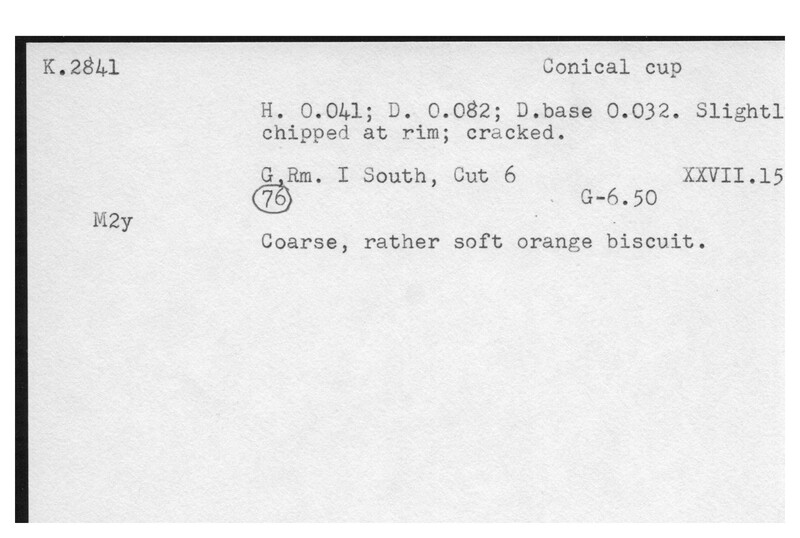 K.2841 Conical cup
H. 0.041; D. 0.082; D.base 0.032. Slightl
chipped at rim; cracked.
G,Rm. I South, Cut 6 XXVII.15
(76) G-6.50
M2y
Coarse, rather soft orange biscuit.